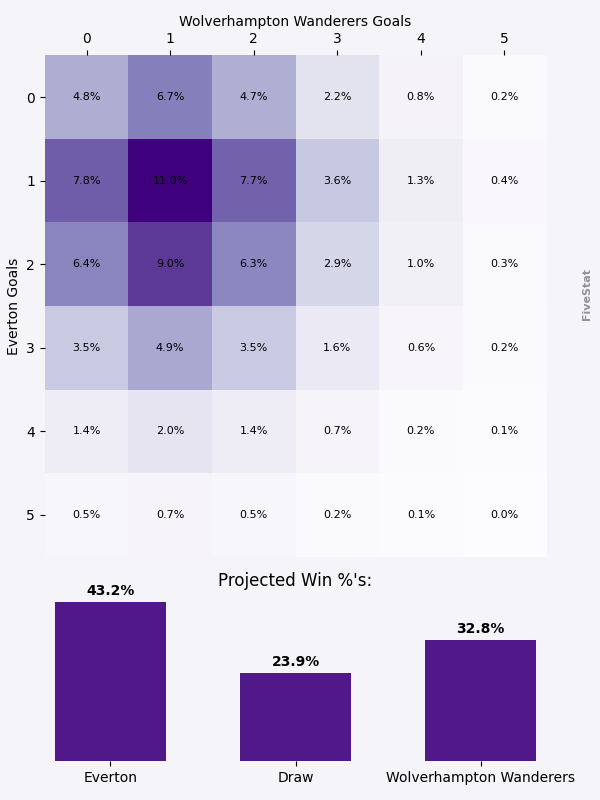 Wolverhampton Wanderers Goals
0 1 2 3 4 5
0 4.8% 6.7% 4.7% 2.2% 0.8% 0.2%
1 7.8% 11.0% 7.7% 3.6% 1.3% 0.4%
2 6.4% 9.0% 6.3% 2.9% 1.0% 0.3%
3 3.5% 4.9% 3.5% 1.6% 0.6% 0.2%
4 1.4% 2.0% 1.4% 0.7% 0.2% 0.1%
5 0.5% 0.7% 0.5% 0.2% 0.1% 0.0%
Everton Goals
FiveStat
Projected Win %'s:
43.2% 23.9% 32.8%
Everton Draw Wolverhampton Wanderers